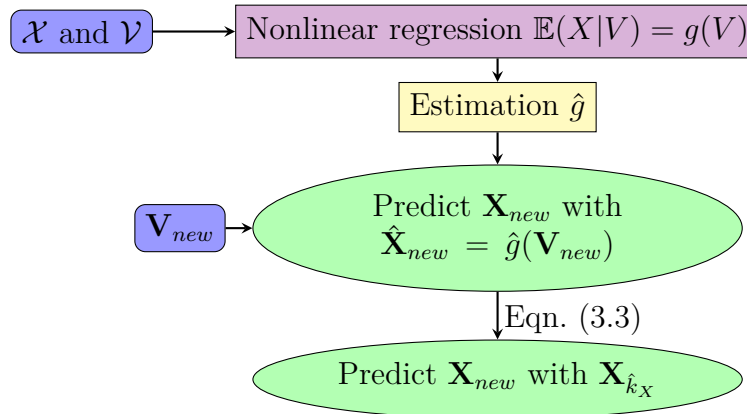 𝒳 and 𝒱
Nonlinear regression 𝔼(X|V) = g(V)
Estimation ĝ
𝐕_new
Predict 𝐗_new with
𝐗̂_new = ĝ(𝐕_new)
Eqn. (3.3)
Predict 𝐗_new with 𝐗_k̂_X